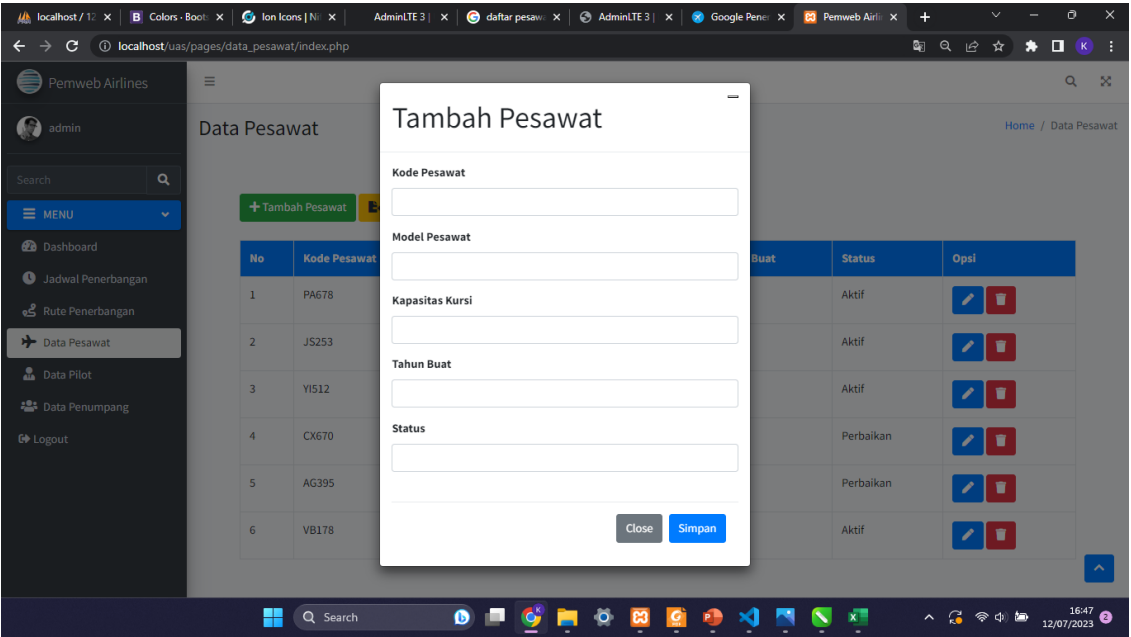 localhost / 12
Colors · Boots
Ion Icons | Ni
AdminLTE 3 |
daftar pesaw
AdminLTE 3 |
Google Pener
Pemweb Airli
localhost/uas/pages/data_pesawat/index.php
K
Pemweb Airlines
admin
Search
MENU
Dashboard
Jadwal Penerbangan
Rute Penerbangan
Data Pesawat
Data Pilot
Data Penumpang
Logout
Data Pesawat
Home / Data Pesawat
Tambah Pesawat
No Kode Pesawat Buat Status Opsi
1 PA678 Aktif
2 JS253 Aktif
3 YI512 Aktif
4 CX670 Perbaikan
5 AG395 Perbaikan
6 VB178 Aktif
Tambah Pesawat
Kode Pesawat
Model Pesawat
Kapasitas Kursi
Tahun Buat
Status
Close Simpan
Search
16:47
12/07/2023
2